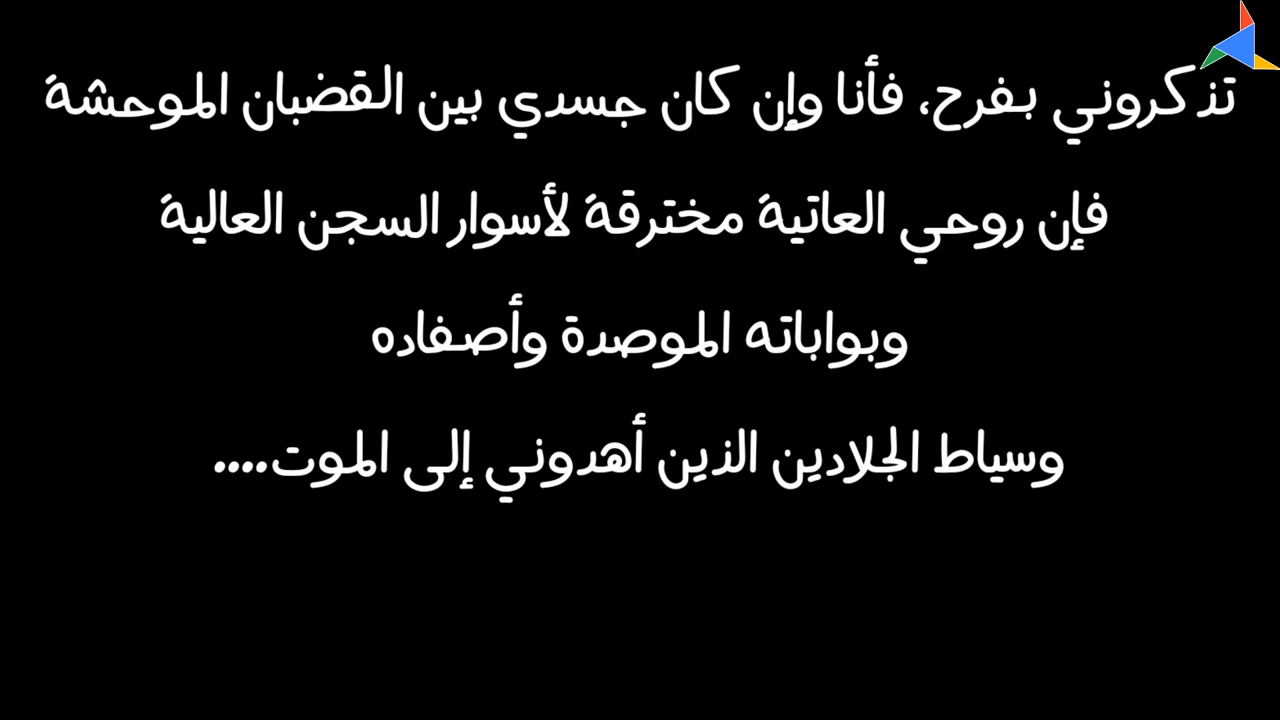 تذكروني بفرح، فأنا وإن كان جسدي بين القضبان الموحشة
فإن روحي العاتية مخترقة لأسوار السجن العالية
وبواباته الموصدة وأصفاده
وسياط الجلادين الذين أهدوني إلى الموت....